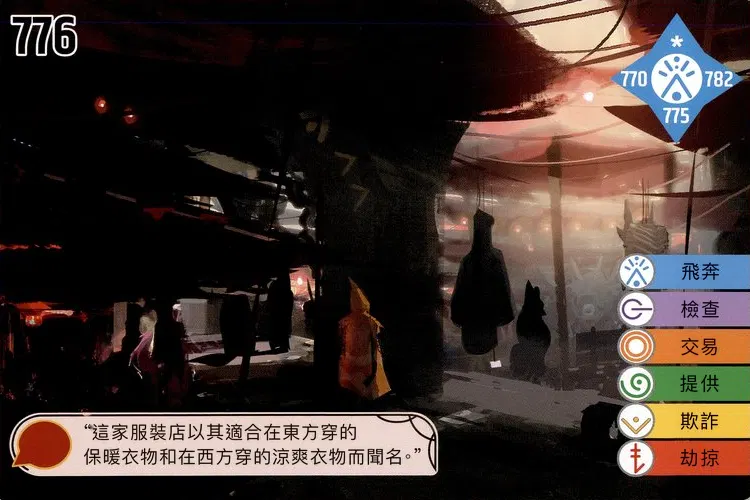 776
*
770
782
775
飛奔
檢查
交易
提供
欺詐
劫掠
“這家服裝店以其適合在東方穿的
保暖衣物和在西方穿的涼爽衣物而聞名。”